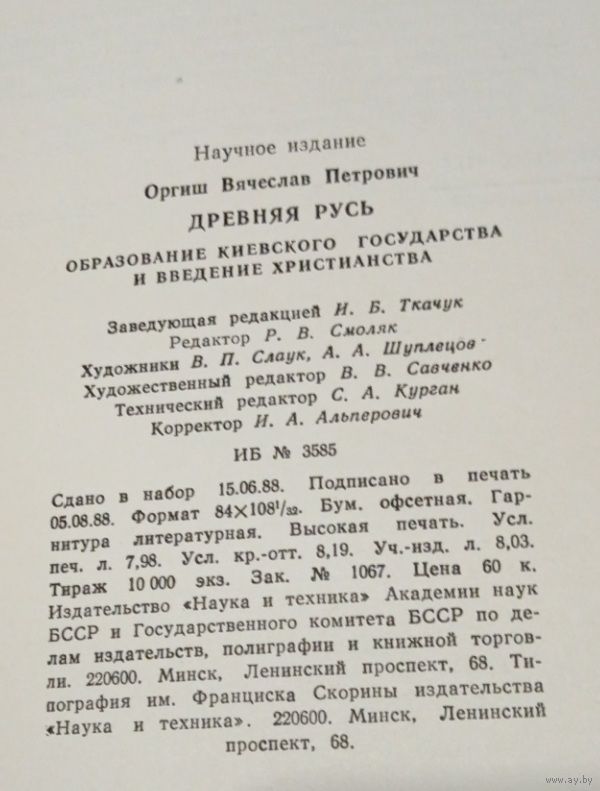 Научное издание
Оргиш Вячеслав Петрович
ДРЕВНЯЯ РУСЬ
ОБРАЗОВАНИЕ КИЕВСКОГО ГОСУДАРСТВА
И ВВЕДЕНИЕ ХРИСТИАНСТВА
Заведующая редакцией И. Б. Ткачук
Редактор Р. В. Смоляк
Художники В. П. Слаук, А. А. Шуплецов
Художественный редактор В. В. Савченко
Технический редактор С. А. Курган
Корректор И. А. Альперович
ИБ № 3585
Сдано в набор 15.06.88. Подписано в печать
05.08.88. Формат 84×108¹/₃₂. Бум. офсетная. Гар-
нитура литературная. Высокая печать. Усл.
печ. л. 7,98. Усл. кр.-отт. 8,19. Уч.-изд. л. 8,03.
Тираж 10 000 экз. Зак. № 1067. Цена 60 к.
Издательство «Наука и техника» Академии наук
БССР и Государственного комитета БССР по де-
лам издательств, полиграфии и книжной торгов-
ли. 220600. Минск, Ленинский проспект, 68. Ти-
пография им. Франциска Скорины издательства
«Наука и техника». 220600. Минск, Ленинский
проспект, 68.
www.ay.by